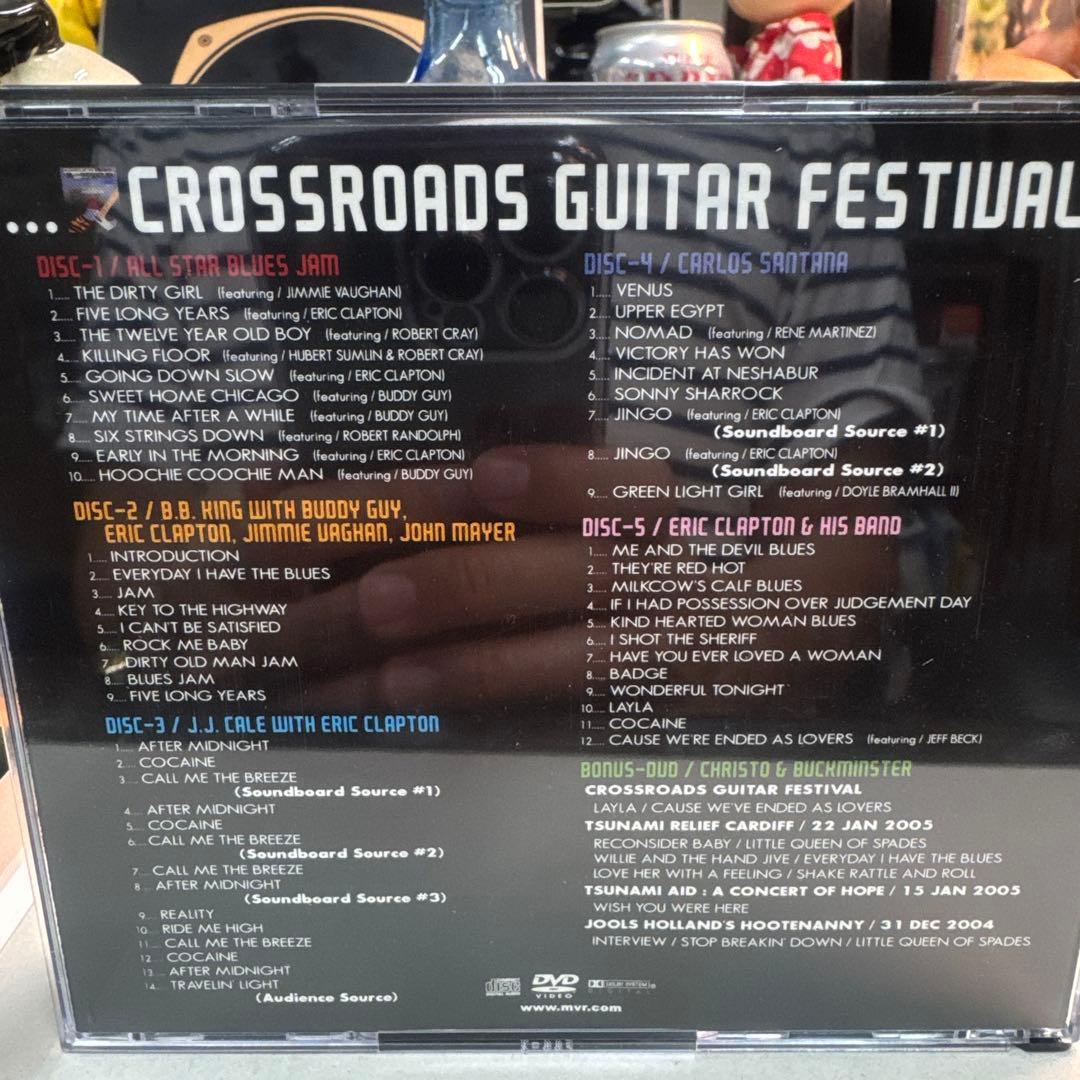 ... CROSSROADS GUITAR FESTIVAL
DISC-1 / ALL STAR BLUES JAM
1..... THE DIRTY GIRL (featuring / JIMMIE VAUGHAN)
2..... FIVE LONG YEARS (featuring / ERIC CLAPTON)
3..... THE TWELVE YEAR OLD BOY (featuring / ROBERT CRAY)
4..... KILLING FLOOR (featuring / HUBERT SUMLIN & ROBERT CRAY)
5..... GOING DOWN SLOW (featuring / ERIC CLAPTON)
6..... SWEET HOME CHICAGO (featuring / BUDDY GUY)
7..... MY TIME AFTER A WHILE (featuring / BUDDY GUY)
8..... SIX STRINGS DOWN (featuring / ROBERT RANDOLPH)
9..... EARLY IN THE MORNING (featuring / ERIC CLAPTON)
10..... HOOCHIE COOCHIE MAN (featuring / BUDDY GUY)
DISC-2 / B.B. KING WITH BUDDY GUY,
ERIC CLAPTON, JIMMIE VAGHAN, JOHN MAYER
1..... INTRODUCTION
2..... EVERYDAY I HAVE THE BLUES
3..... JAM
4..... KEY TO THE HIGHWAY
5..... I CAN'T BE SATISFIED
6..... ROCK ME BABY
7..... DIRTY OLD MAN JAM
8..... BLUES JAM
9..... FIVE LONG YEARS
DISC-3 / J.J. CALE WITH ERIC CLAPTON
1..... AFTER MIDNIGHT
2..... COCAINE
3..... CALL ME THE BREEZE
(Soundboard Source #1)
4..... AFTER MIDNIGHT
5..... COCAINE
6..... CALL ME THE BREEZE
(Soundboard Source #2)
7..... CALL ME THE BREEZE
8..... AFTER MIDNIGHT
(Soundboard Source #3)
9..... REALITY
10..... RIDE ME HIGH
11..... CALL ME THE BREEZE
12..... COCAINE
13..... AFTER MIDNIGHT
14..... TRAVELIN' LIGHT
(Audience Source)
DISC-4 / CARLOS SANTANA
1..... VENUS
2..... UPPER EGYPT
3..... NOMAD (featuring / RENE MARTINEZ)
4..... VICTORY HAS WON
5..... INCIDENT AT NESHABUR
6..... SONNY SHARROCK
7..... JINGO (featuring / ERIC CLAPTON)
(Soundboard Source #1)
8..... JINGO (featuring / ERIC CLAPTON)
(Soundboard Source #2)
9..... GREEN LIGHT GIRL (featuring / DOYLE BRAMHALL II)
DISC-5 / ERIC CLAPTON & HIS BAND
1..... ME AND THE DEVIL BLUES
2..... THEY'RE RED HOT
3..... MILKCOW'S CALF BLUES
4..... IF I HAD POSSESSION OVER JUDGEMENT DAY
5..... KIND HEARTED WOMAN BLUES
6..... I SHOT THE SHERIFF
7..... HAVE YOU EVER LOVED A WOMAN
8..... BADGE
9..... WONDERFUL TONIGHT
10..... LAYLA
11..... COCAINE
12..... CAUSE WE'RE ENDED AS LOVERS (featuring / JEFF BECK)
BONUS-DVD / CHRISTO & BUCKMINSTER
CROSSROADS GUITAR FESTIVAL
LAYLA / CAUSE WE'VE ENDED AS LOVERS
TSUNAMI RELIEF CARDIFF / 22 JAN 2005
RECONSIDER BABY / LITTLE QUEEN OF SPADES
WILLIE AND THE HAND JIVE / EVERYDAY I HAVE THE BLUES
LOVE HER WITH A FEELING / SHAKE RATTLE AND ROLL
TSUNAMI AID : A CONCERT OF HOPE / 15 JAN 2005
WISH YOU WERE HERE
JOOLS HOLLAND'S HOOTENANNY / 31 DEC 2004
INTERVIEW / STOP BREAKIN' DOWN / LITTLE QUEEN OF SPADES
disc DIGITAL AUDIO
DVD VIDEO
DOLBY SYSTEM DIGITAL
www.mvr.com